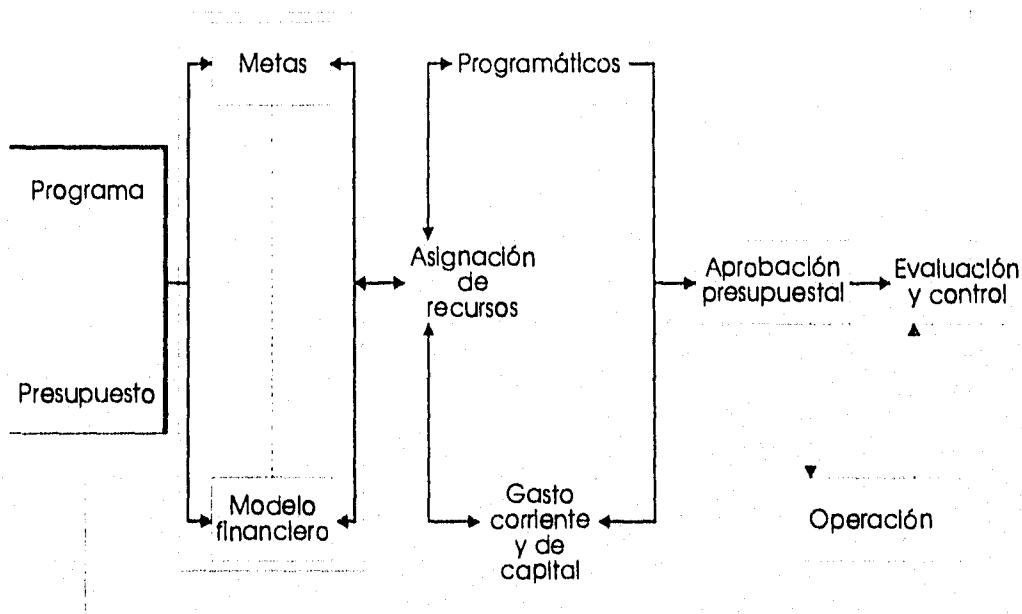 Metas
Programáticos
Programa
Asignación
de
recursos
Aprobación
presupuestal
Evaluación
y control
Presupuesto
Modelo
financiero
Gasto
corriente
y de
capital
Operación